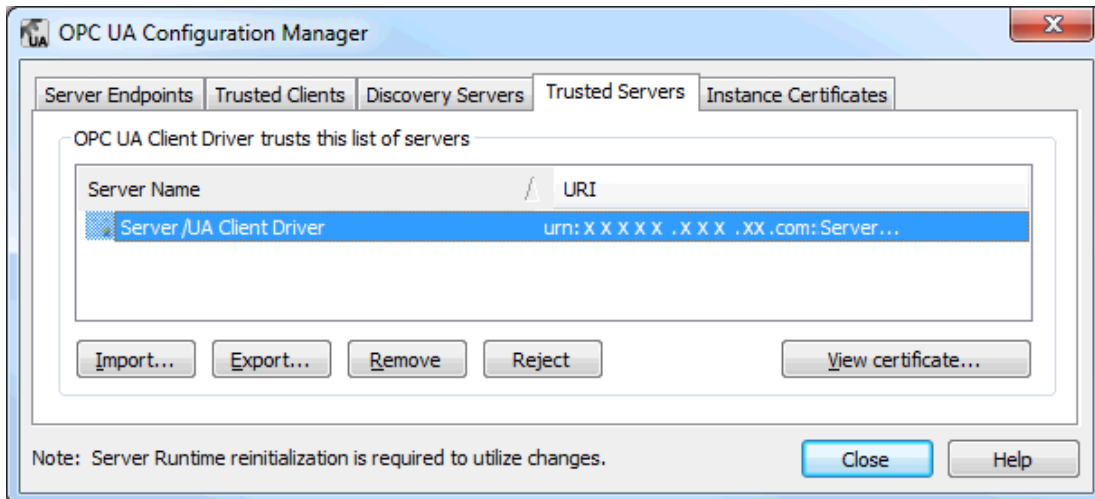 OPC UA Configuration Manager
Server Endpoints Trusted Clients Discovery Servers Trusted Servers Instance Certificates
OPC UA Client Driver trusts this list of servers
Server Name URI
Server/UA Client Driver urn:X X X X X .X X X .XX.com:Server...
Import... Export... Remove Reject View certificate...
Note: Server Runtime reinitialization is required to utilize changes.
Close Help